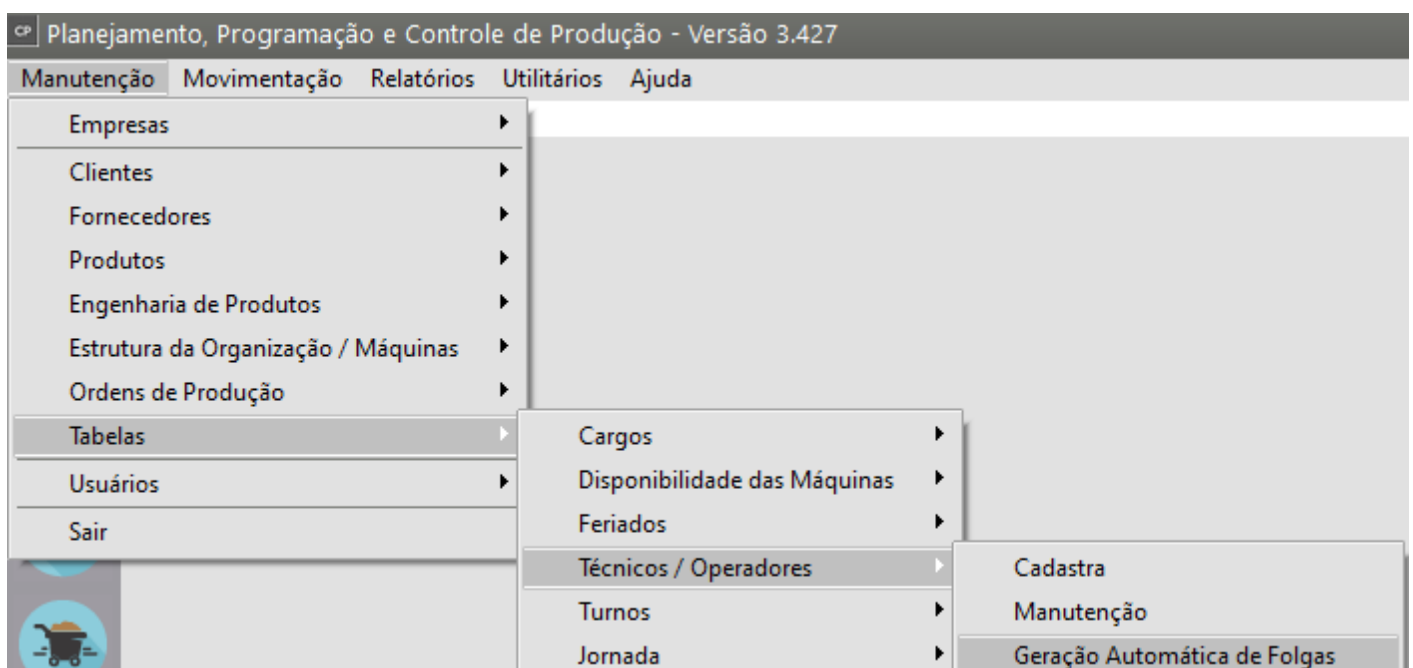 CP Planejamento, Programação e Controle de Produção - Versão 3.427
Manutenção Movimentação Relatórios Utilitários Ajuda
Empresas
Clientes
Fornecedores
Produtos
Engenharia de Produtos
Estrutura da Organização / Máquinas
Ordens de Produção
Tabelas
Usuários
Sair
Cargos
Disponibilidade das Máquinas
Feriados
Técnicos / Operadores
Turnos
Jornada
Cadastra
Manutenção
Geração Automática de Folgas